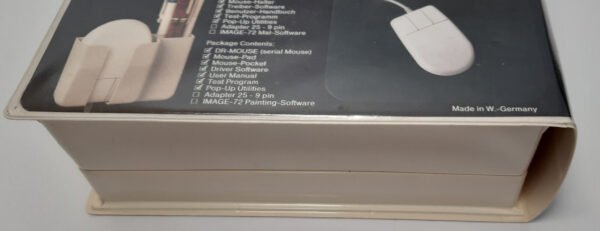 Mouse-Halter
☑ Treiber-Software
☑ Benutzer-Handbuch
☑ Test-Programm
☑ Pop-Up Utilities
☐ Adapter 25 - 9 pin
☐ IMAGE-72 Mal-Software
Package Contents:
☑ DR-MOUSE (serial Mouse)
☑ Mouse-Pad
☑ Mouse-Pocket
☑ Driver Software
☑ User Manual
☑ Test Program
☑ Pop-Up Utilities
☐ Adapter 25 - 9 pin
☐ IMAGE-72 Painting-Software
Made in W.-Germany